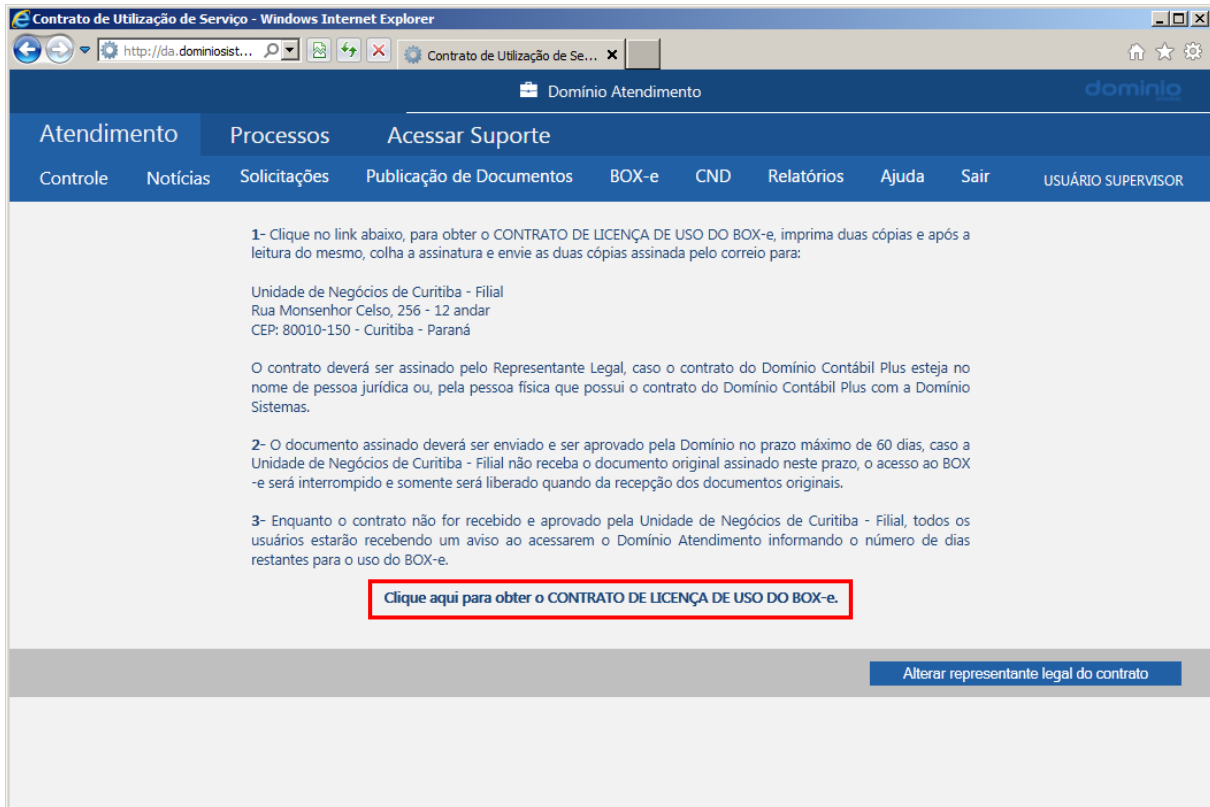 Contrato de Utilização de Serviço - Windows Internet Explorer
http://da.dominiosist...
Contrato de Utilização de Se...
Domínio Atendimento
domínio
Atendimento Processos Acessar Suporte
Controle Notícias Solicitações Publicação de Documentos BOX-e CND Relatórios Ajuda Sair USUÁRIO SUPERVISOR
1- Clique no link abaixo, para obter o CONTRATO DE LICENÇA DE USO DO BOX-e, imprima duas cópias e após a
leitura do mesmo, colha a assinatura e envie as duas cópias assinada pelo correio para:
Unidade de Negócios de Curitiba - Filial
Rua Monsenhor Celso, 256 - 12 andar
CEP: 80010-150 - Curitiba - Paraná
O contrato deverá ser assinado pelo Representante Legal, caso o contrato do Domínio Contábil Plus esteja no
nome de pessoa jurídica ou, pela pessoa física que possui o contrato do Domínio Contábil Plus com a Domínio
Sistemas.
2- O documento assinado deverá ser enviado e ser aprovado pela Domínio no prazo máximo de 60 dias, caso a
Unidade de Negócios de Curitiba - Filial não receba o documento original assinado neste prazo, o acesso ao BOX
-e será interrompido e somente será liberado quando da recepção dos documentos originais.
3- Enquanto o contrato não for recebido e aprovado pela Unidade de Negócios de Curitiba - Filial, todos os
usuários estarão recebendo um aviso ao acessarem o Domínio Atendimento informando o número de dias
restantes para o uso do BOX-e.
Clique aqui para obter o CONTRATO DE LICENÇA DE USO DO BOX-e.
Alterar representante legal do contrato